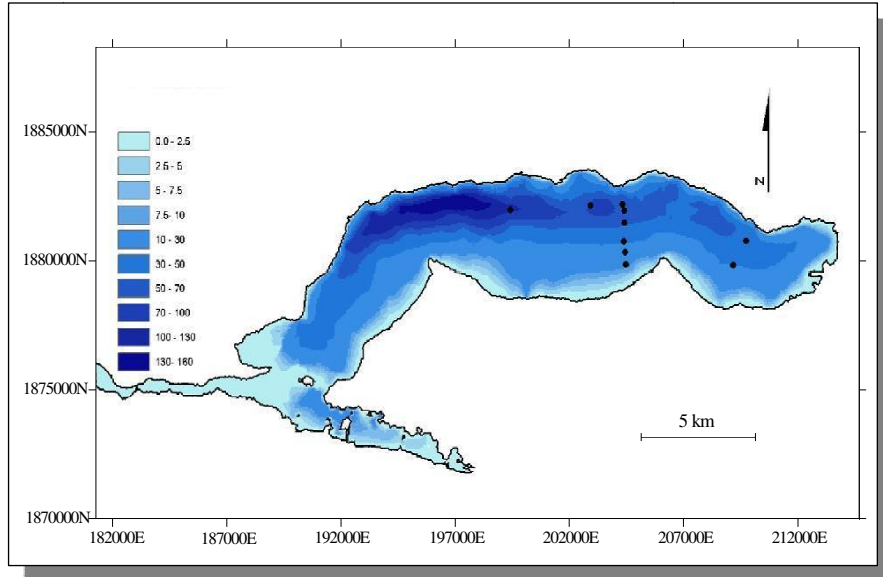 1885000N
1880000N
1875000N
1870000N
0.0 - 2.5
2.5 - 5
5 - 7.5
7.5 - 10
10 - 30
30 - 50
50 - 70
70 - 100
100 - 130
130 - 160
N
5 km
182000E
187000E
192000E
197000E
202000E
207000E
212000E